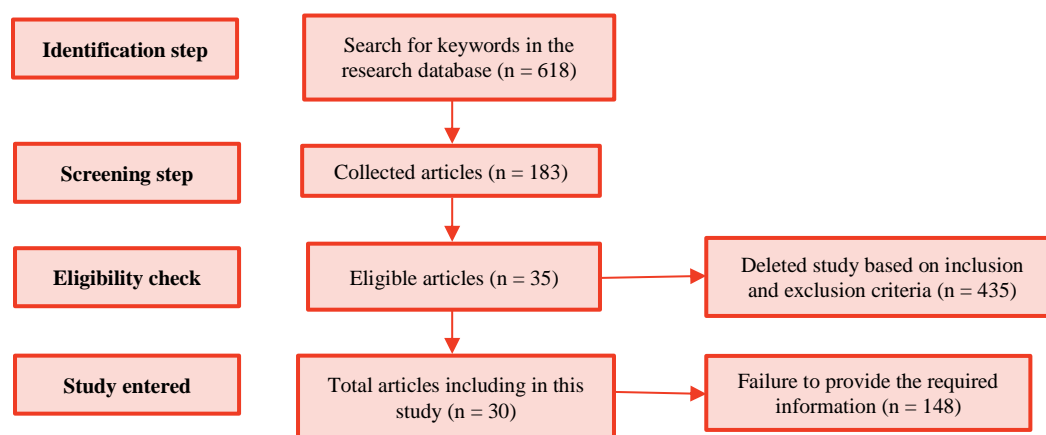 Identification step
Search for keywords in the
research database (n = 618)
Screening step
Collected articles (n = 183)
Eligibility check
Eligible articles (n = 35)
Deleted study based on inclusion
and exclusion criteria (n = 435)
Study entered
Total articles including in this
study (n = 30)
Failure to provide the required
information (n = 148)